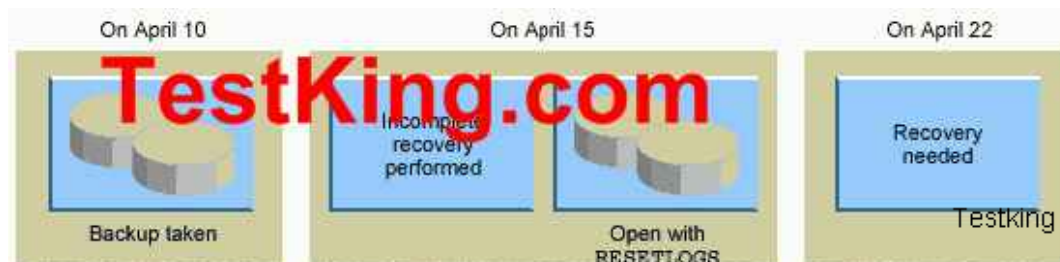 On April 10
On April 15
On April 22
TestKing.com
Incomplete
recovery
performed
Recovery
needed
Testking
Backup taken
Open with
RESETLOGS